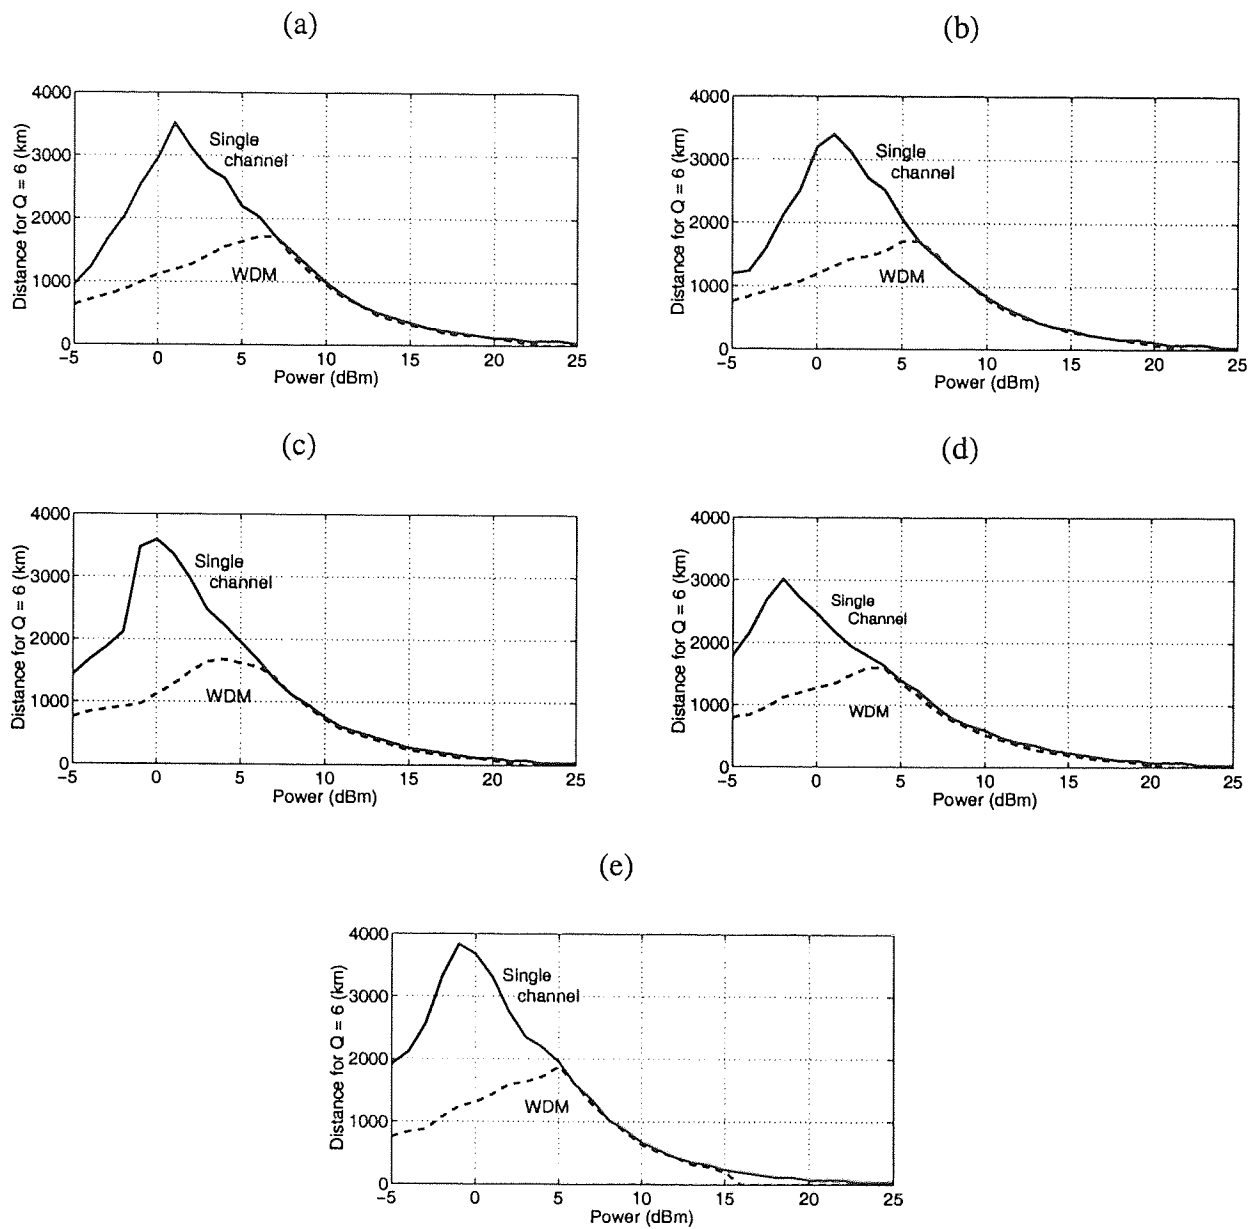 (a)
Distance for Q = 6 (km)
4000
3000
2000
1000
0
-5
0
5
10
15
20
25
Power (dBm)
Single
channel
WDM
(b)
Distance for Q = 6 (km)
4000
3000
2000
1000
0
-5
0
5
10
15
20
25
Power (dBm)
Single
channel
WDM
(c)
Distance for Q = 6 (km)
4000
3000
2000
1000
0
-5
0
5
10
15
20
25
Power (dBm)
Single
channel
WDM
(d)
Distance for Q = 6 (km)
4000
3000
2000
1000
0
-5
0
5
10
15
20
25
Power (dBm)
Single
Channel
WDM
(e)
Distance for Q = 6 (km)
4000
3000
2000
1000
0
-5
0
5
10
15
20
25
Power (dBm)
Single
channel
WDM